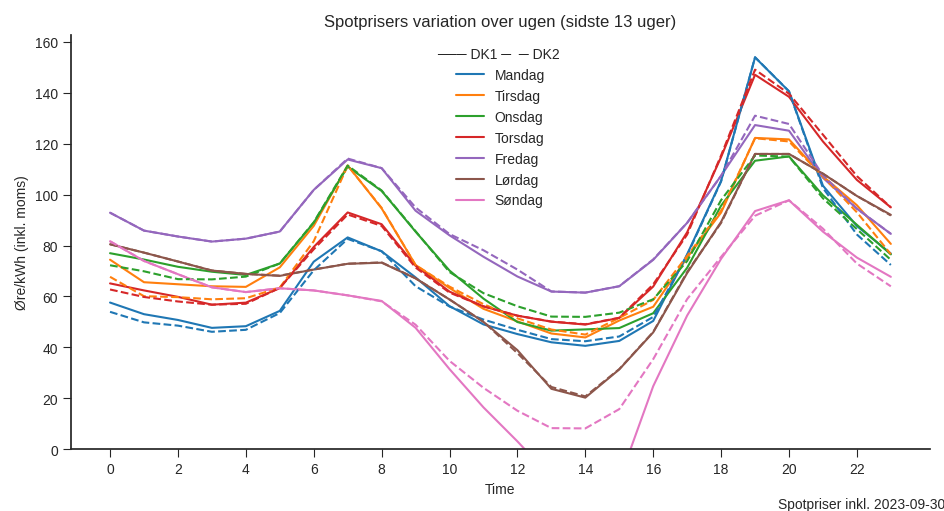 Spotprisers variation over ugen (sidste 13 uger)
DK1 DK2
Mandag
Tirsdag
Onsdag
Torsdag
Fredag
Lørdag
Søndag
Øre/kWh (inkl. moms)
160
140
120
100
80
60
40
20
0
0 2 4 6 8 10 12 14 16 18 20 22
Time
Spotpriser inkl. 2023-09-30